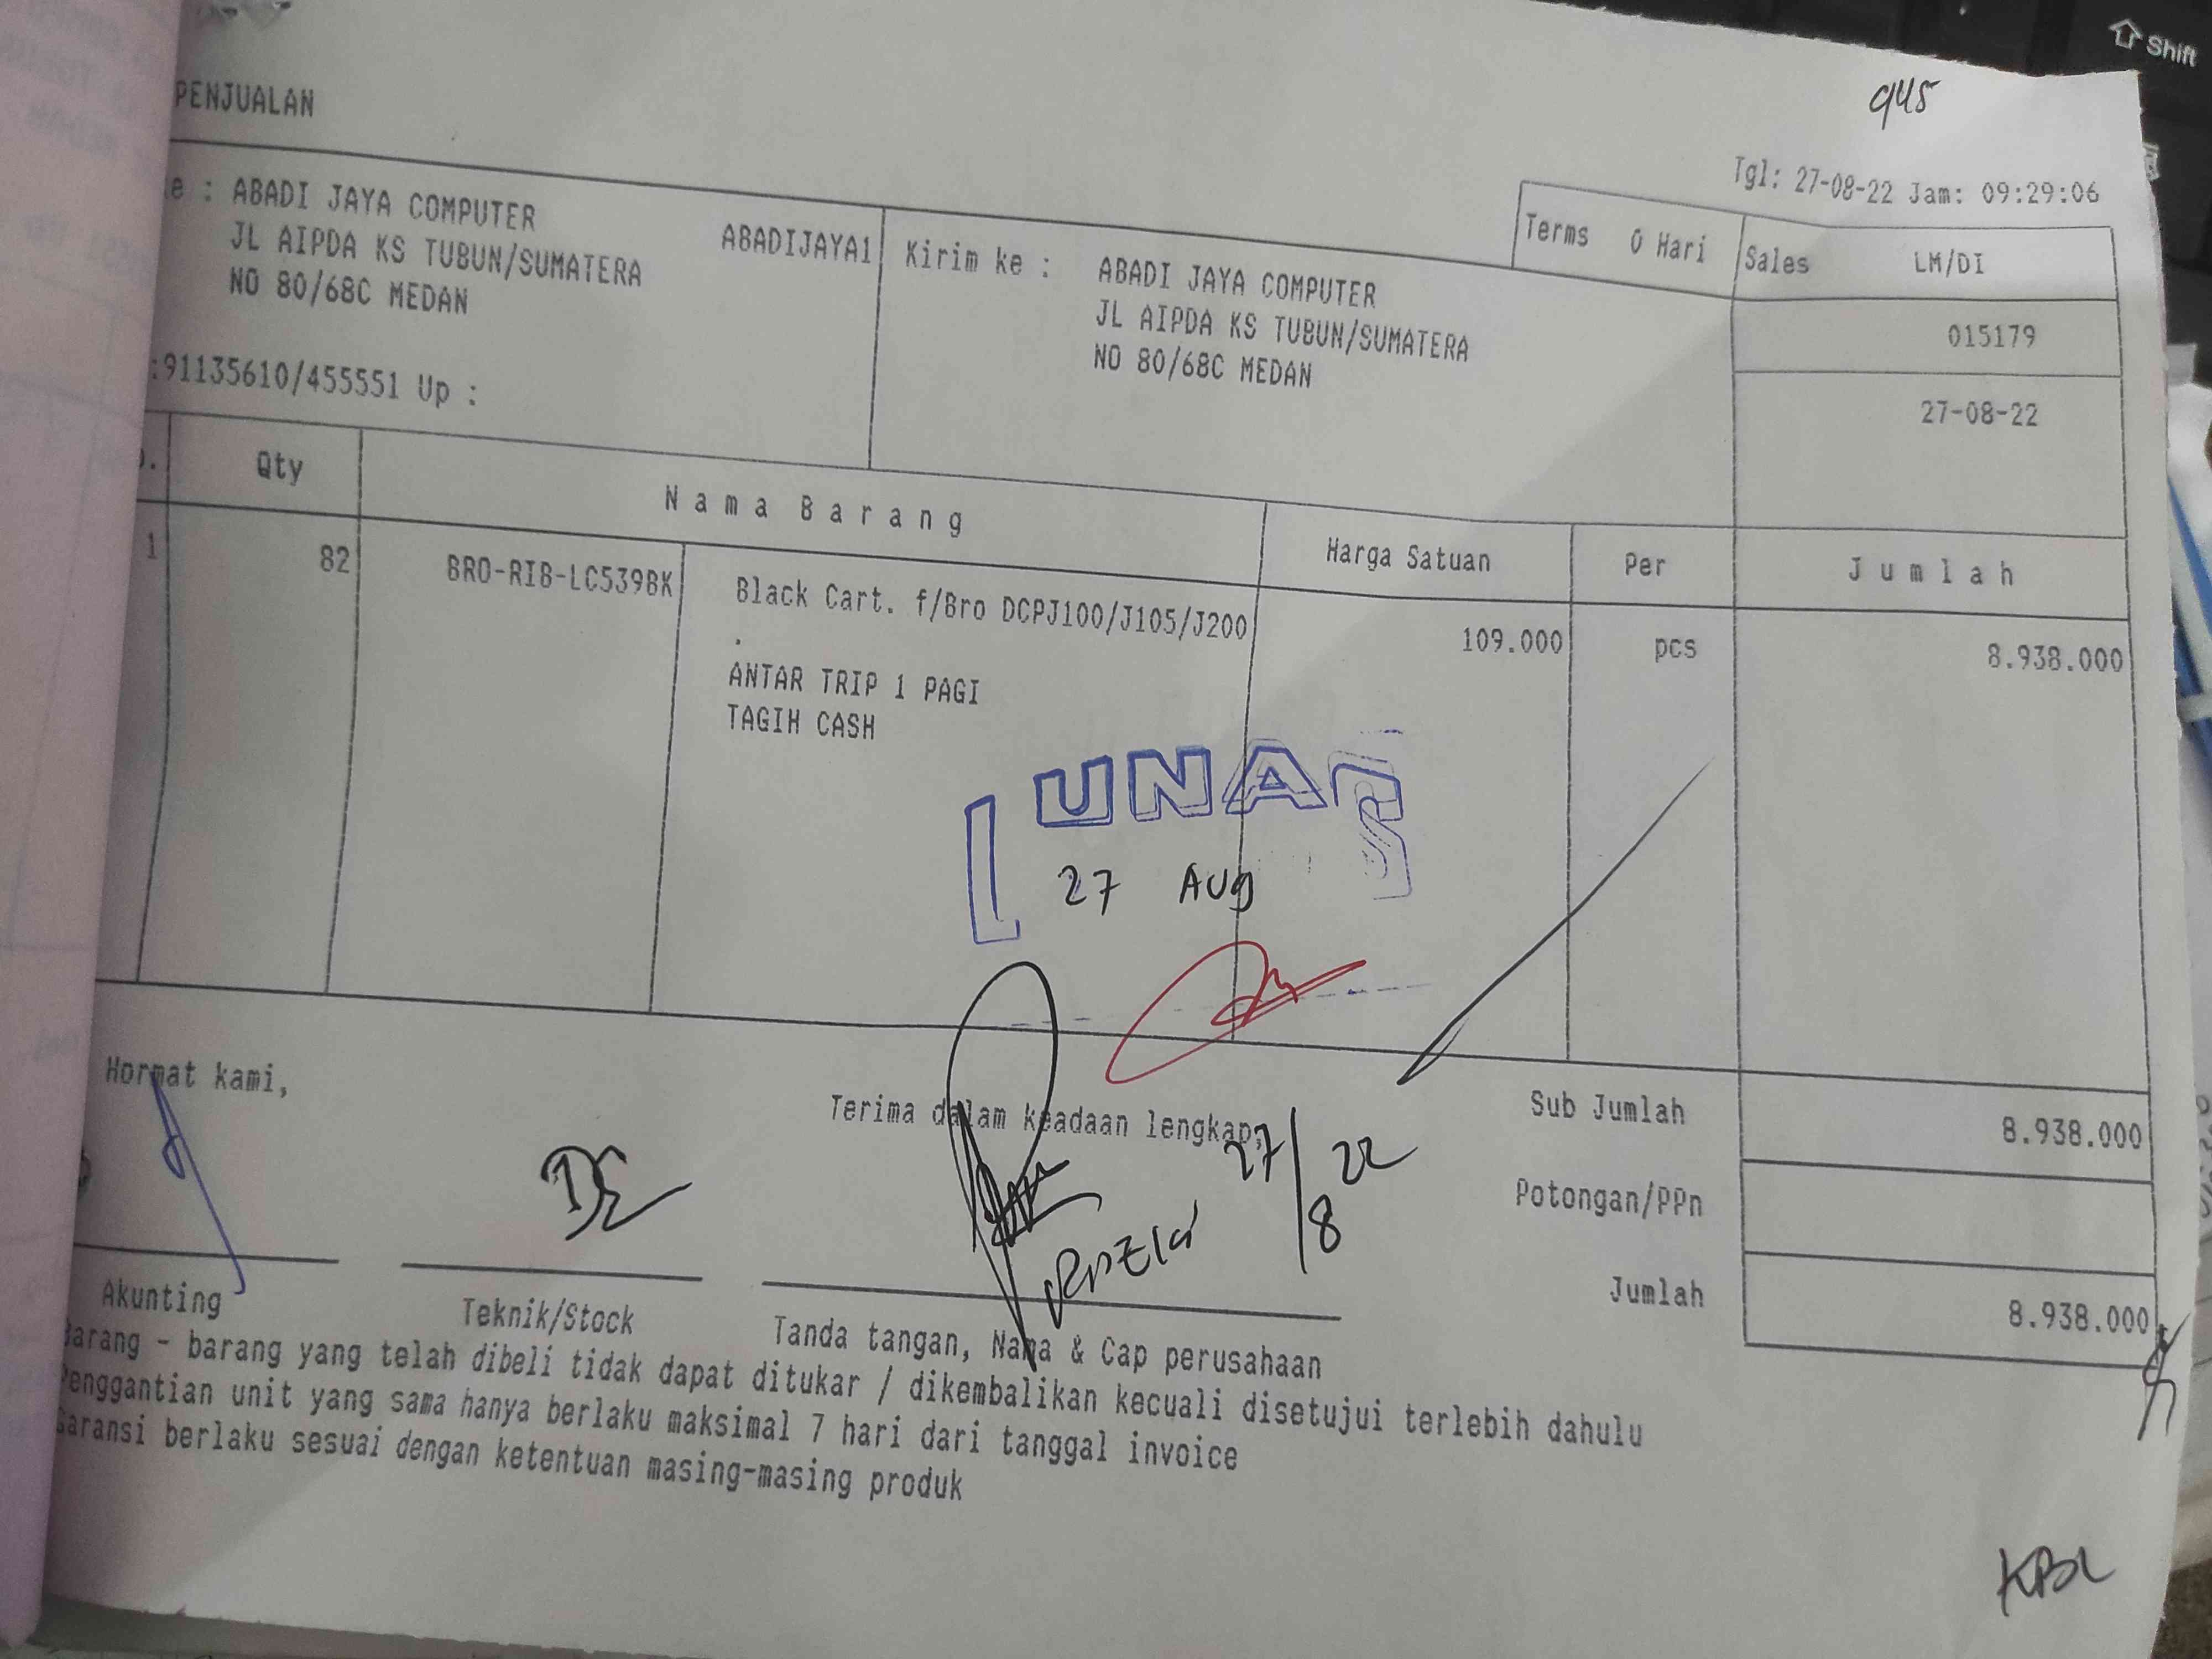 Shift
945
PENJUALAN
Tgl: 27-08-22 Jam: 09:29:06
e : ABADI JAYA COMPUTER
JL AIPDA KS TUBUN/SUMATERA
NO 80/68C MEDAN
ABADIJAYA1
:91135610/455551 Up :
Kirim ke : ABADI JAYA COMPUTER
JL AIPDA KS TUBUN/SUMATERA
NO 80/68C MEDAN
Terms 0 Hari
Sales LM/DI
015179
27-08-22
Qty Nama Barang Harga Satuan Per Jumlah
1 82 BRO-RIB-LC539BK Black Cart. f/Bro DCPJ100/J105/J200 109.000 pcs 8.938.000
.
ANTAR TRIP 1 PAGI
TAGIH CASH
LUNAS
27 AUG
Hormat kami,
Terima dalam keadaan lengkap,
27/8 22
Sub Jumlah 8.938.000
Potongan/PPn
Jumlah 8.938.000
Akunting
Teknik/Stock
Tanda tangan, Nama & Cap perusahaan
Barang - barang yang telah dibeli tidak dapat ditukar / dikembalikan kecuali disetujui terlebih dahulu
Penggantian unit yang sama hanya berlaku maksimal 7 hari dari tanggal invoice
Garansi berlaku sesuai dengan ketentuan masing-masing produk
KBL